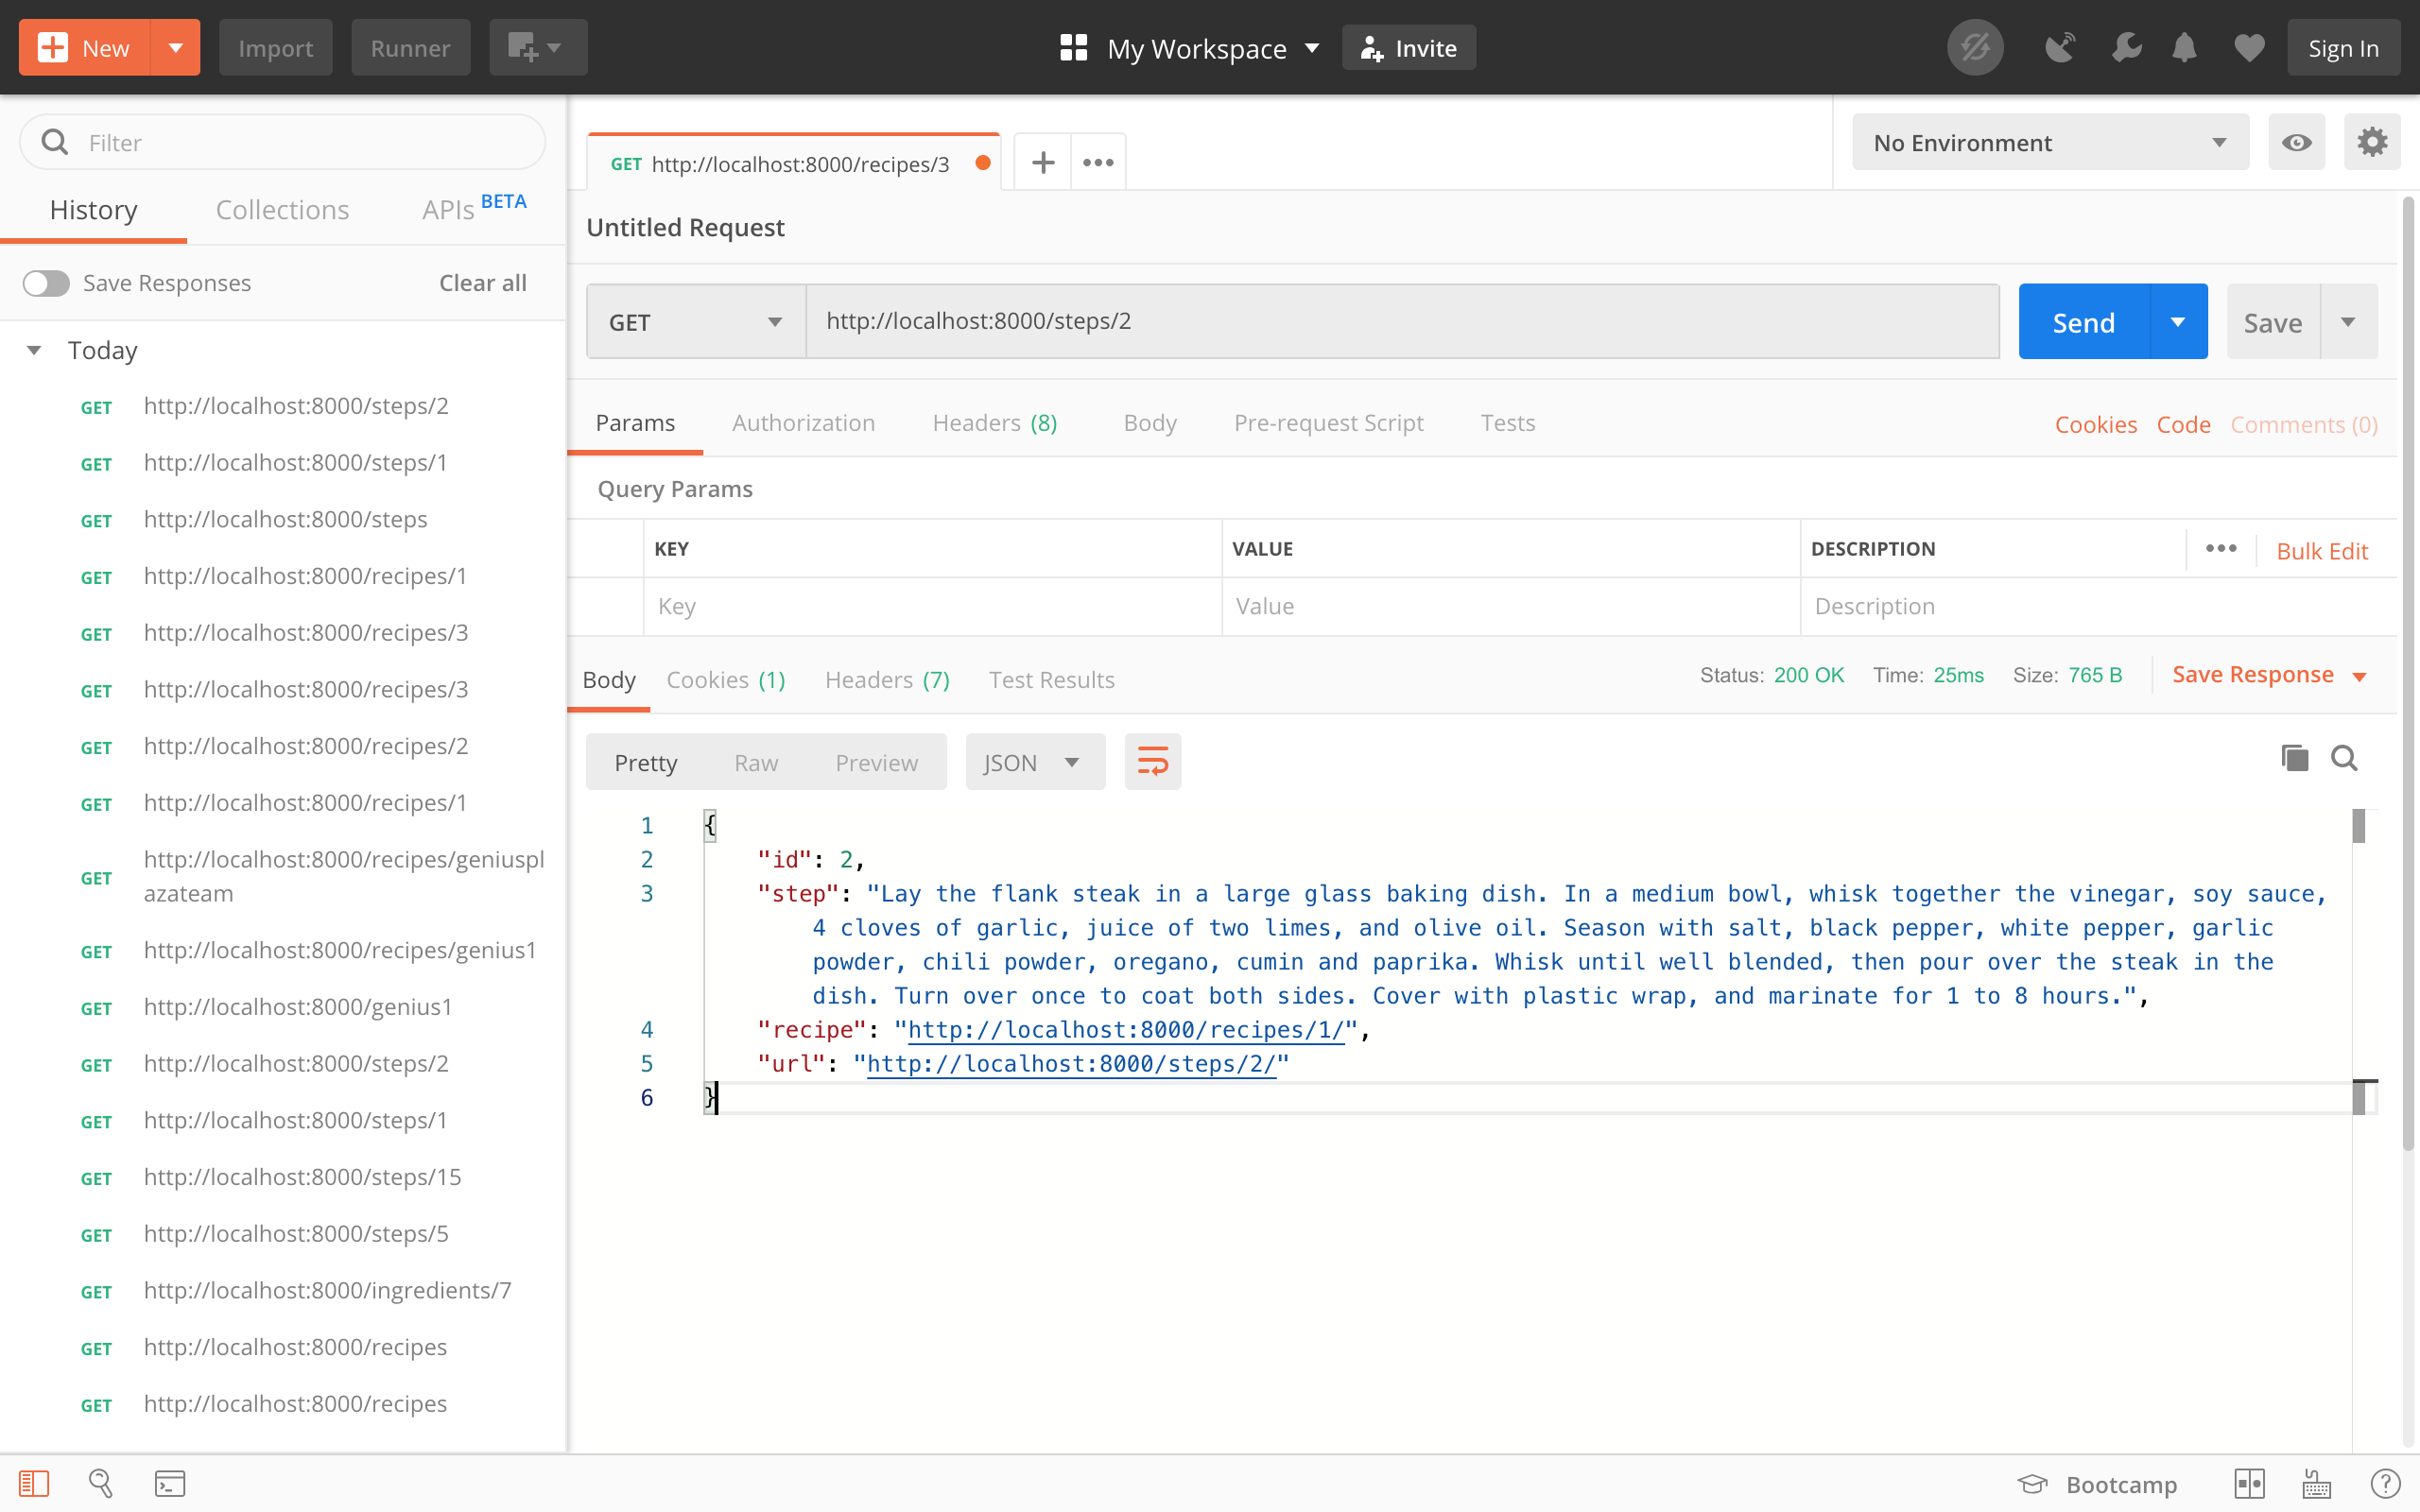 New
Import
Runner
My Workspace
Invite
Sign In
Filter
History
Collections
APIs BETA
Save Responses
Clear all
Today
GET http://localhost:8000/steps/2
GET http://localhost:8000/steps/1
GET http://localhost:8000/steps
GET http://localhost:8000/recipes/1
GET http://localhost:8000/recipes/3
GET http://localhost:8000/recipes/3
GET http://localhost:8000/recipes/2
GET http://localhost:8000/recipes/1
GET http://localhost:8000/recipes/geniuspl
azateam
GET http://localhost:8000/recipes/genius1
GET http://localhost:8000/genius1
GET http://localhost:8000/steps/2
GET http://localhost:8000/steps/1
GET http://localhost:8000/steps/15
GET http://localhost:8000/steps/5
GET http://localhost:8000/ingredients/7
GET http://localhost:8000/recipes
GET http://localhost:8000/recipes
GET http://localhost:8000/recipes/3
No Environment
Untitled Request
GET http://localhost:8000/steps/2
Send
Save
Params Authorization Headers (8) Body Pre-request Script Tests
Cookies Code Comments (0)
Query Params
KEY VALUE DESCRIPTION ••• Bulk Edit
Key Value Description
Body Cookies (1) Headers (7) Test Results
Status: 200 OK Time: 25ms Size: 765 B Save Response
Pretty Raw Preview JSON
1 {
2 "id": 2,
3 "step": "Lay the flank steak in a large glass baking dish. In a medium bowl, whisk together the vinegar, soy sauce,
4 cloves of garlic, juice of two limes, and olive oil. Season with salt, black pepper, white pepper, garlic
powder, chili powder, oregano, cumin and paprika. Whisk until well blended, then pour over the steak in the
dish. Turn over once to coat both sides. Cover with plastic wrap, and marinate for 1 to 8 hours.",
4 "recipe": "http://localhost:8000/recipes/1/",
5 "url": "http://localhost:8000/steps/2/"
6 }
Bootcamp